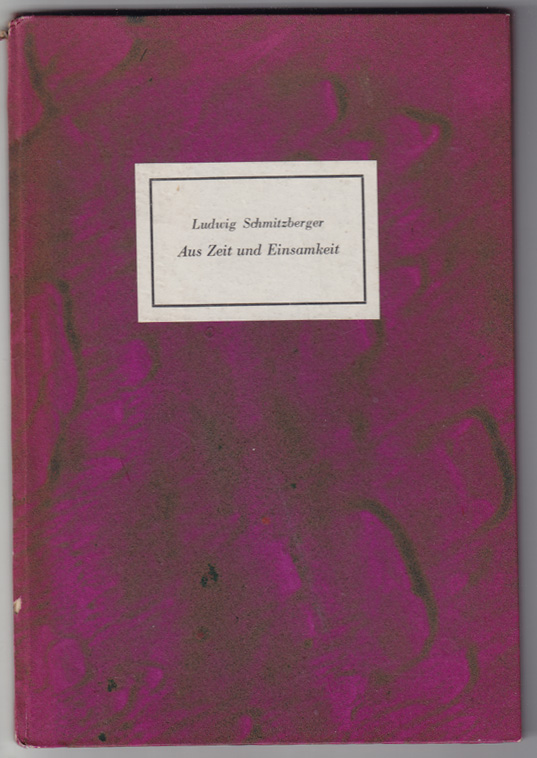 Ludwig Schmitzberger
Aus Zeit und Einsamkeit